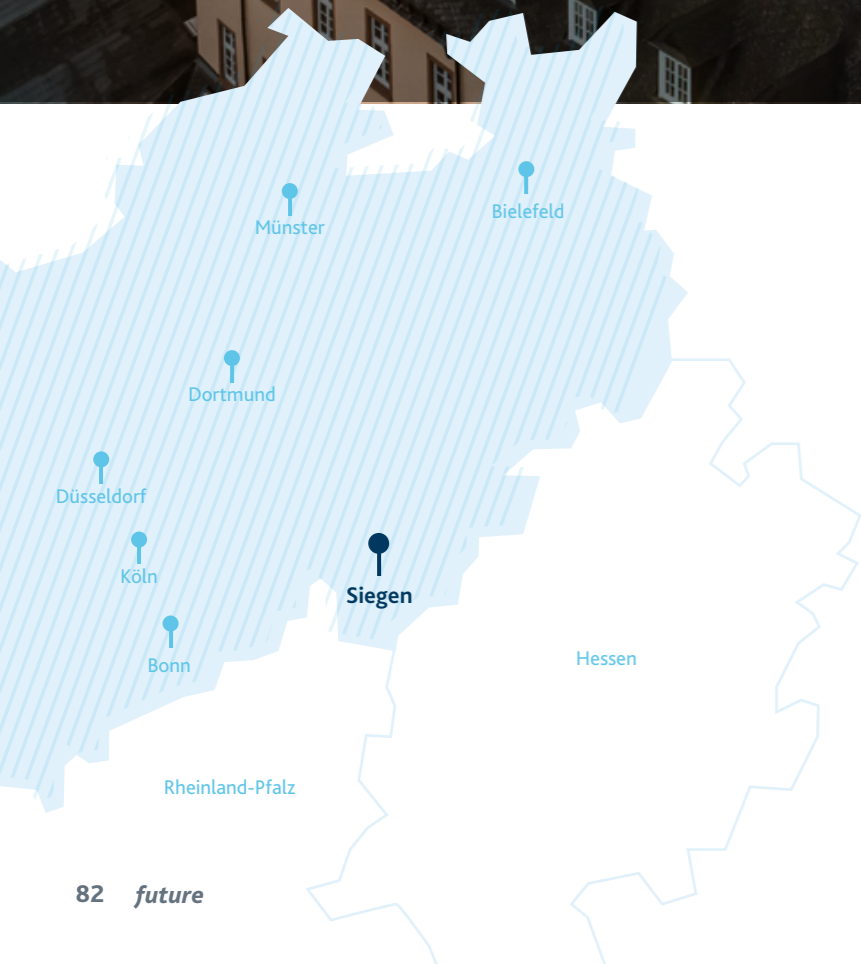 Münster
Bielefeld
Dortmund
Düsseldorf
Köln
Siegen
Bonn
Hessen
Rheinland-Pfalz
82 future